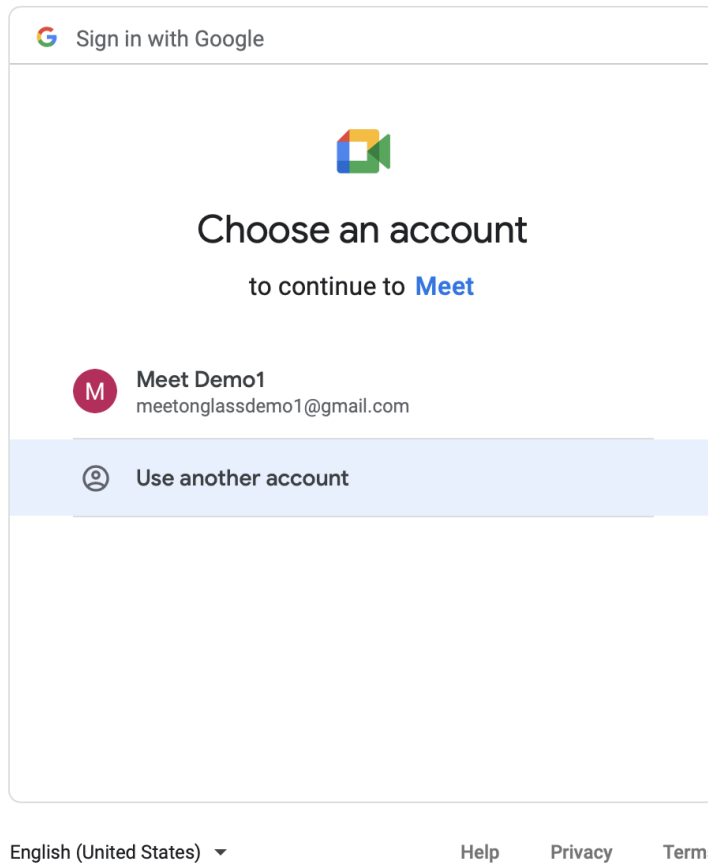 Sign in with Google
Choose an account
to continue to Meet
M
Meet Demo1
meetonglassdemo1@gmail.com
Use another account
English (United States)
Help Privacy Term